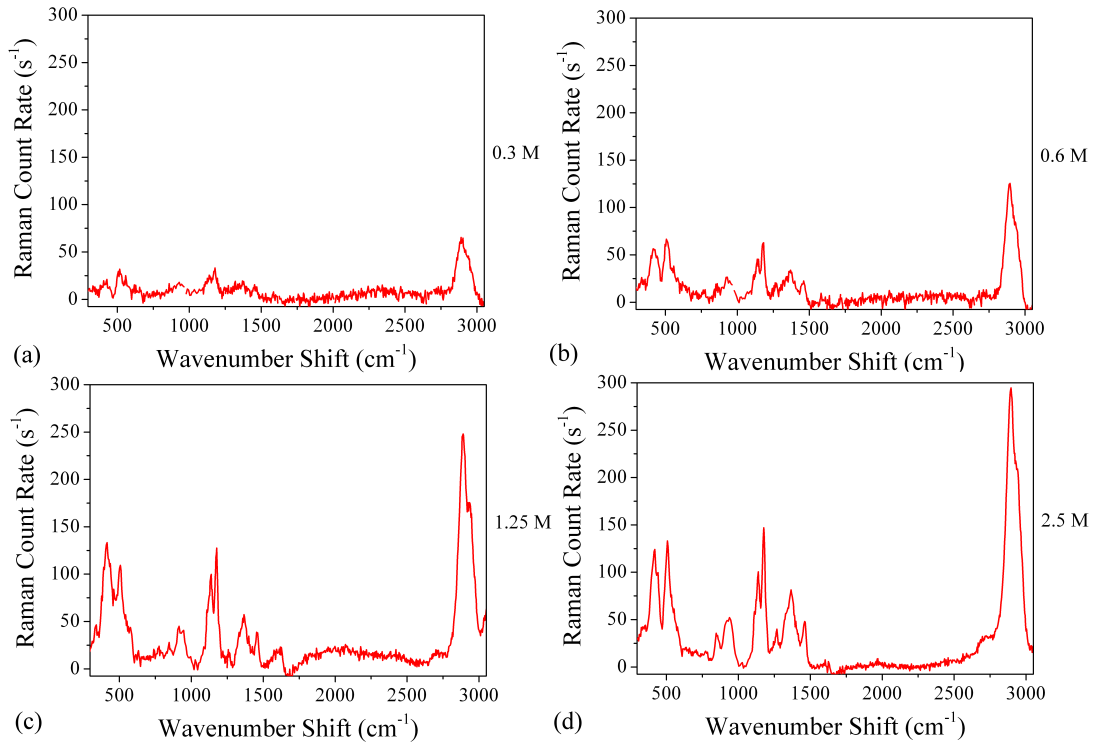 300
250
200
150
100
50
0
Raman Count Rate (s-1)
500 1000 1500 2000 2500 3000
Wavenumber Shift (cm-1)
0.3 M
(a)
300
250
200
150
100
50
0
Raman Count Rate (s-1)
500 1000 1500 2000 2500 3000
Wavenumber Shift (cm-1)
0.6 M
(b)
300
250
200
150
100
50
0
Raman Count Rate (s-1)
500 1000 1500 2000 2500 3000
Wavenumber Shift (cm-1)
1.25 M
(c)
300
250
200
150
100
50
0
Raman Count Rate (s-1)
500 1000 1500 2000 2500 3000
Wavenumber Shift (cm-1)
2.5 M
(d)